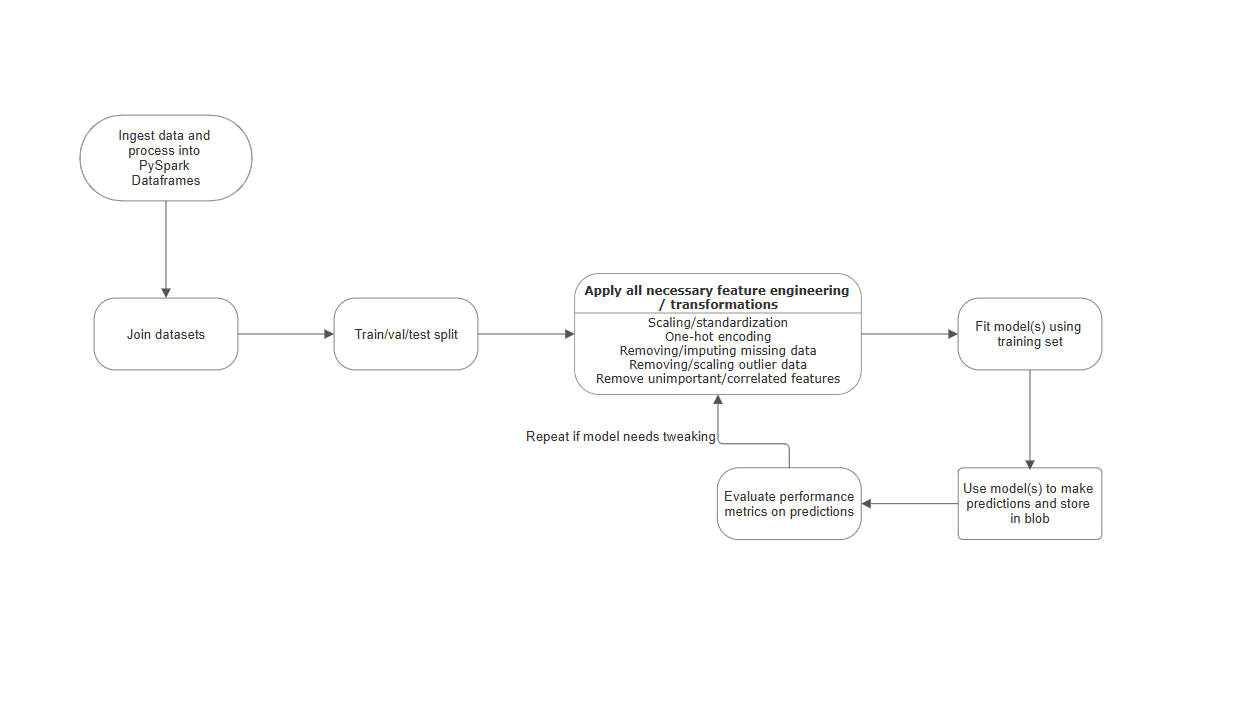 Ingest data and
process into
PySpark
Dataframes
Join datasets
Train/val/test split
Apply all necessary feature engineering
/ transformations
Scaling/standardization
One-hot encoding
Removing/imputing missing data
Removing/scaling outlier data
Remove unimportant/correlated features
Fit model(s) using
training set
Use model(s) to make
predictions and store
in blob
Evaluate performance
metrics on predictions
Repeat if model needs tweaking